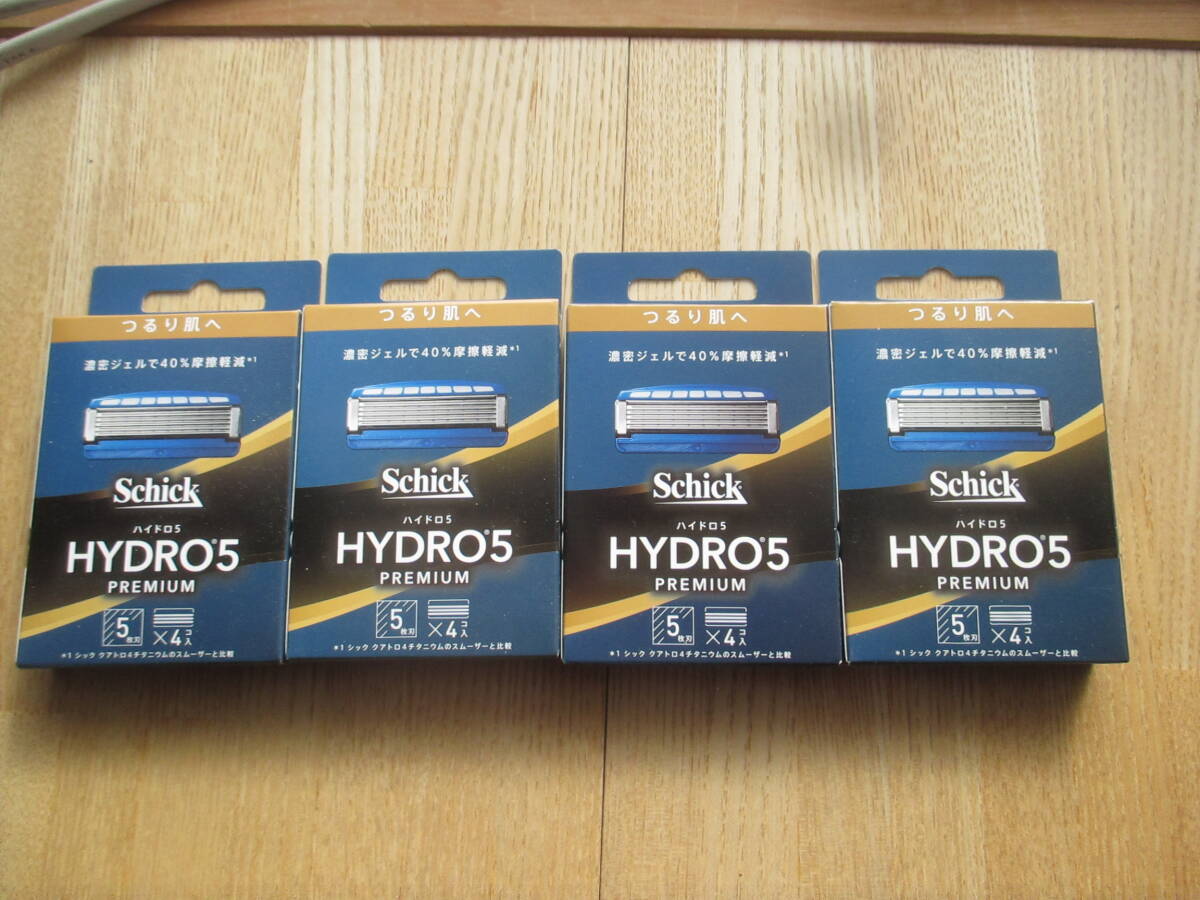 つるり肌へ
濃密ジェルで40%摩擦軽減*1
Schick
ハイドロ5
HYDRO®5
PREMIUM
5枚刃 ×4コ入
*1 シック クアトロ4チタニウムのスムーザーと比較
つるり肌へ
濃密ジェルで40%摩擦軽減*1
Schick
ハイドロ5
HYDRO®5
PREMIUM
5枚刃 ×4コ入
*1 シック クアトロ4チタニウムのスムーザーと比較
つるり肌へ
濃密ジェルで40%摩擦軽減*1
Schick
ハイドロ5
HYDRO®5
PREMIUM
5枚刃 ×4コ入
*1 シック クアトロ4チタニウムのスムーザーと比較
つるり肌へ
濃密ジェルで40%摩擦軽減*1
Schick
ハイドロ5
HYDRO®5
PREMIUM
5枚刃 ×4コ入
*1 シック クアトロ4チタニウムのスムーザーと比較